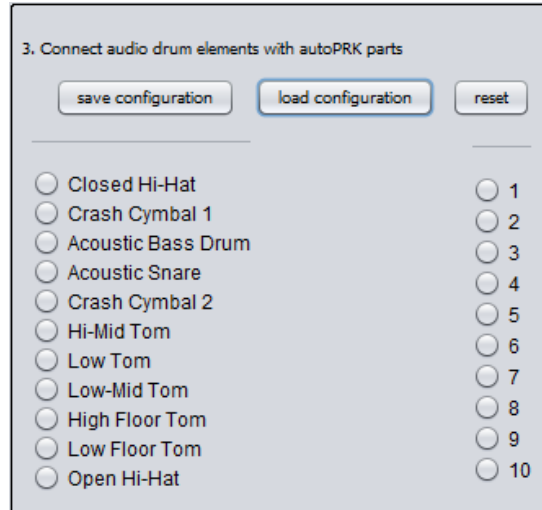 3. Connect audio drum elements with autoPRK parts
save configuration load configuration reset
Closed Hi-Hat
Crash Cymbal 1
Acoustic Bass Drum
Acoustic Snare
Crash Cymbal 2
Hi-Mid Tom
Low Tom
Low-Mid Tom
High Floor Tom
Low Floor Tom
Open Hi-Hat
1
2
3
4
5
6
7
8
9
10